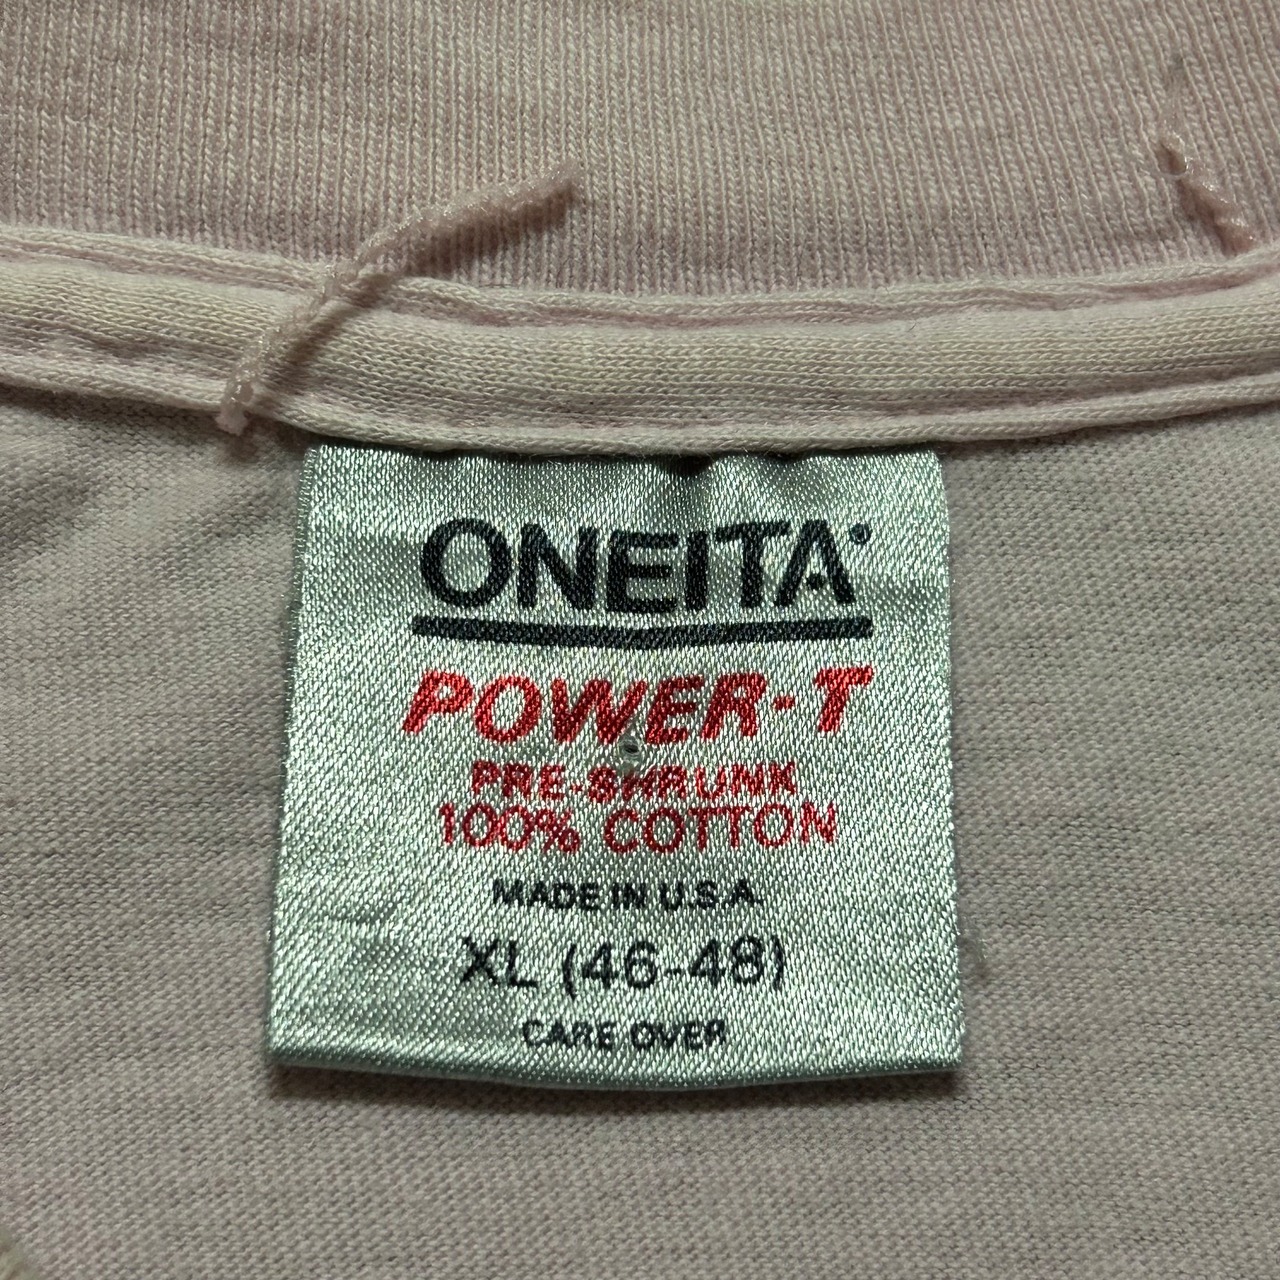 ONEITA®
POWER-T
PRE-SHRUNK
100% COTTON
MADE IN U.S.A.
XL (46-48)
CARE OVER